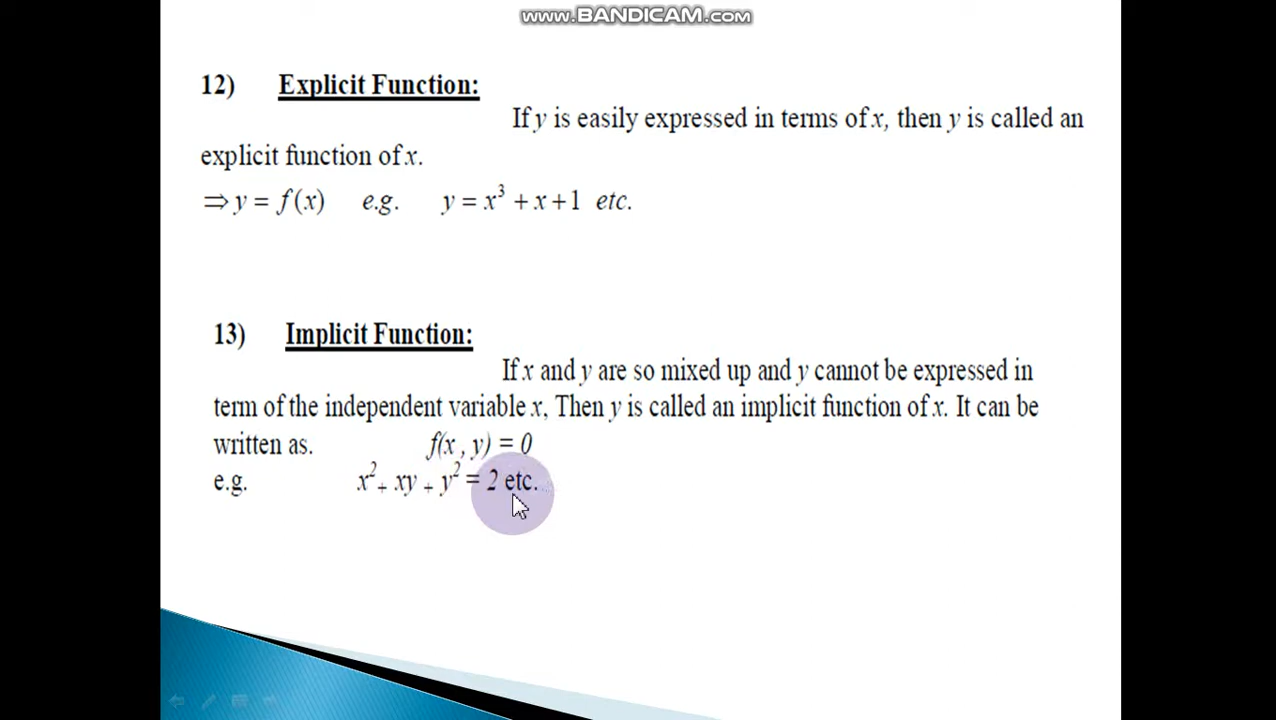 www.BANDICAM.com
12) Explicit Function:
If y is easily expressed in terms of x, then y is called an
explicit function of x.
⇒ y = f(x) e.g. y = x³ + x + 1 etc.
13) Implicit Function:
If x and y are so mixed up and y cannot be expressed in
term of the independent variable x, Then y is called an implicit function of x. It can be
written as. f(x , y) = 0
e.g. x² + xy + y² = 2 etc.